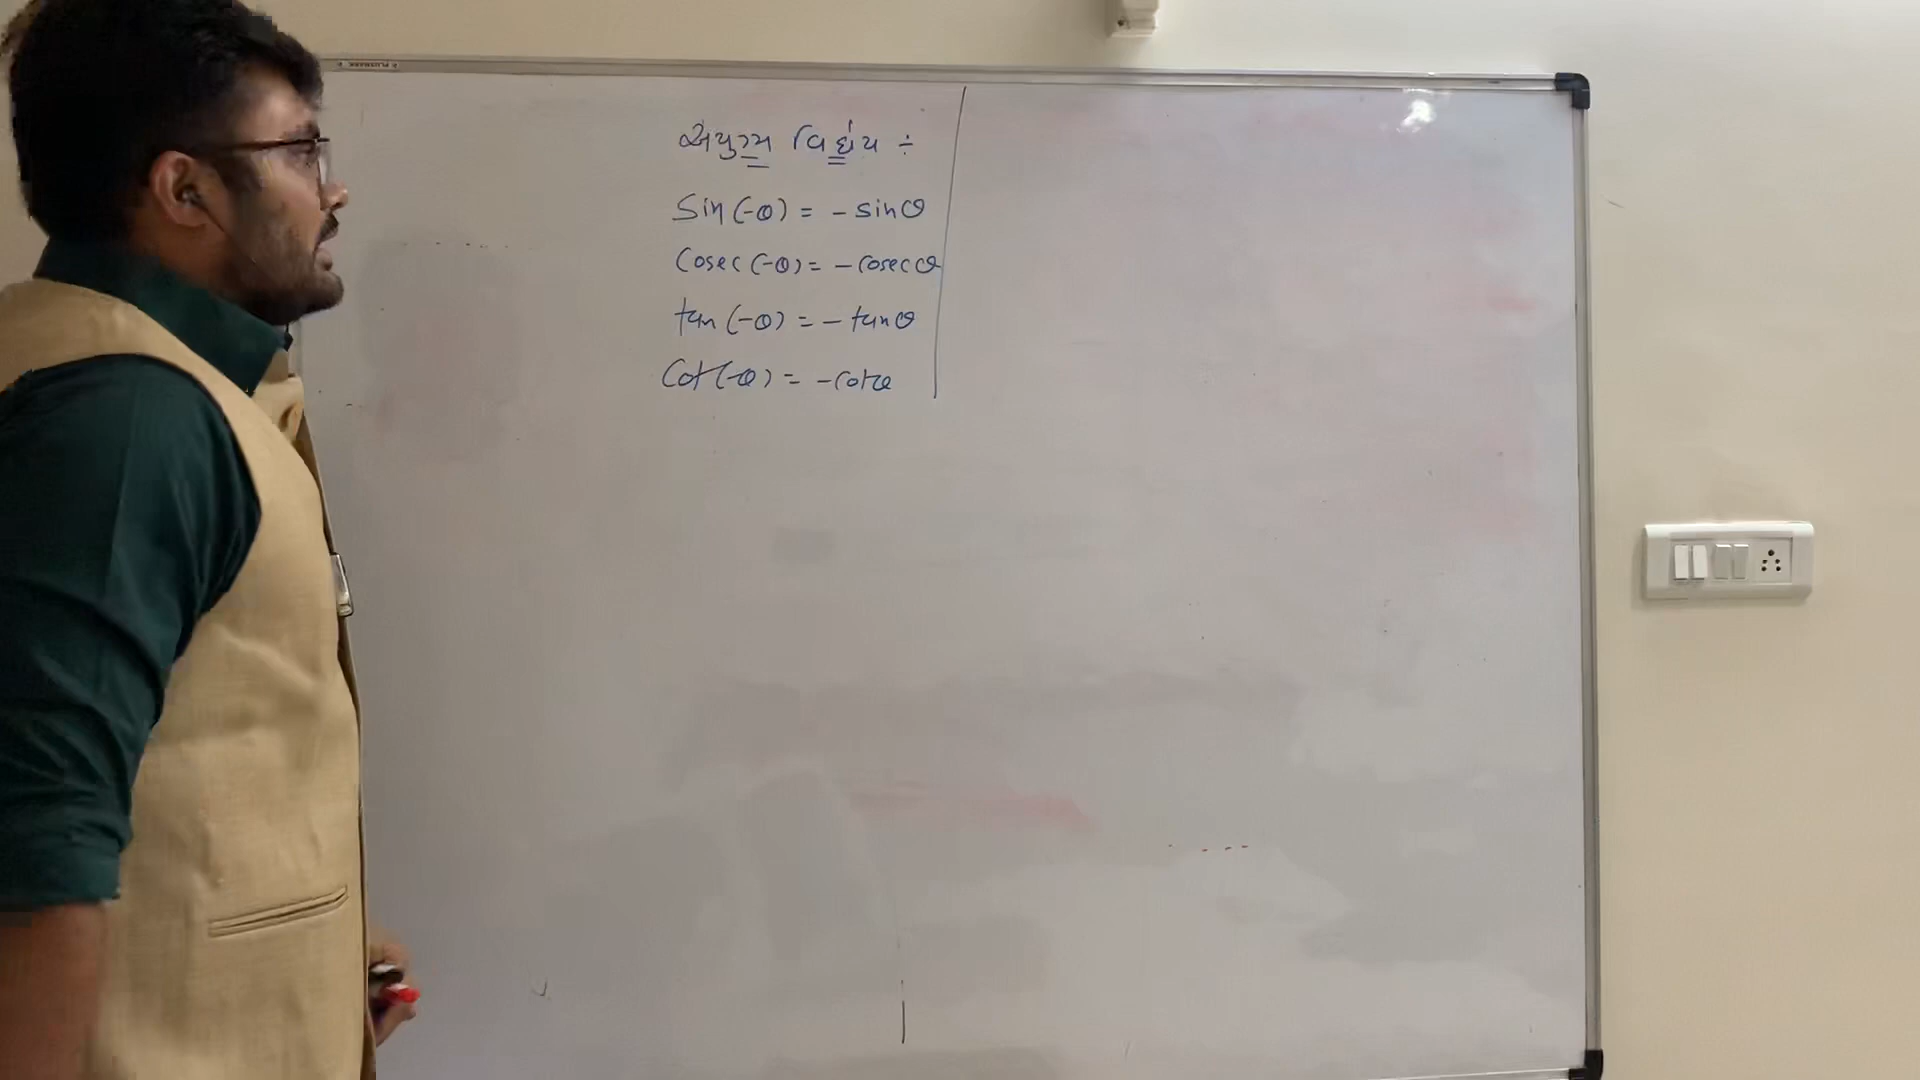 અયુગ્મ વિધેય ÷
Sin (-θ) = - sinθ
Cosec (-θ) = - cosecθ
tan (-θ) = - tanθ
Cot (-θ) = - cotθ